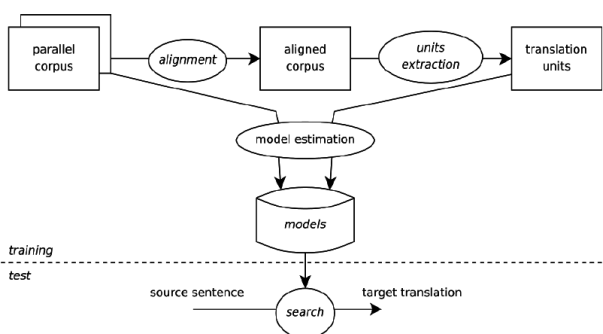 parallel
corpus
alignment
aligned
corpus
units
extraction
translation
units
model estimation
models
training
test
source sentence
target translation
search